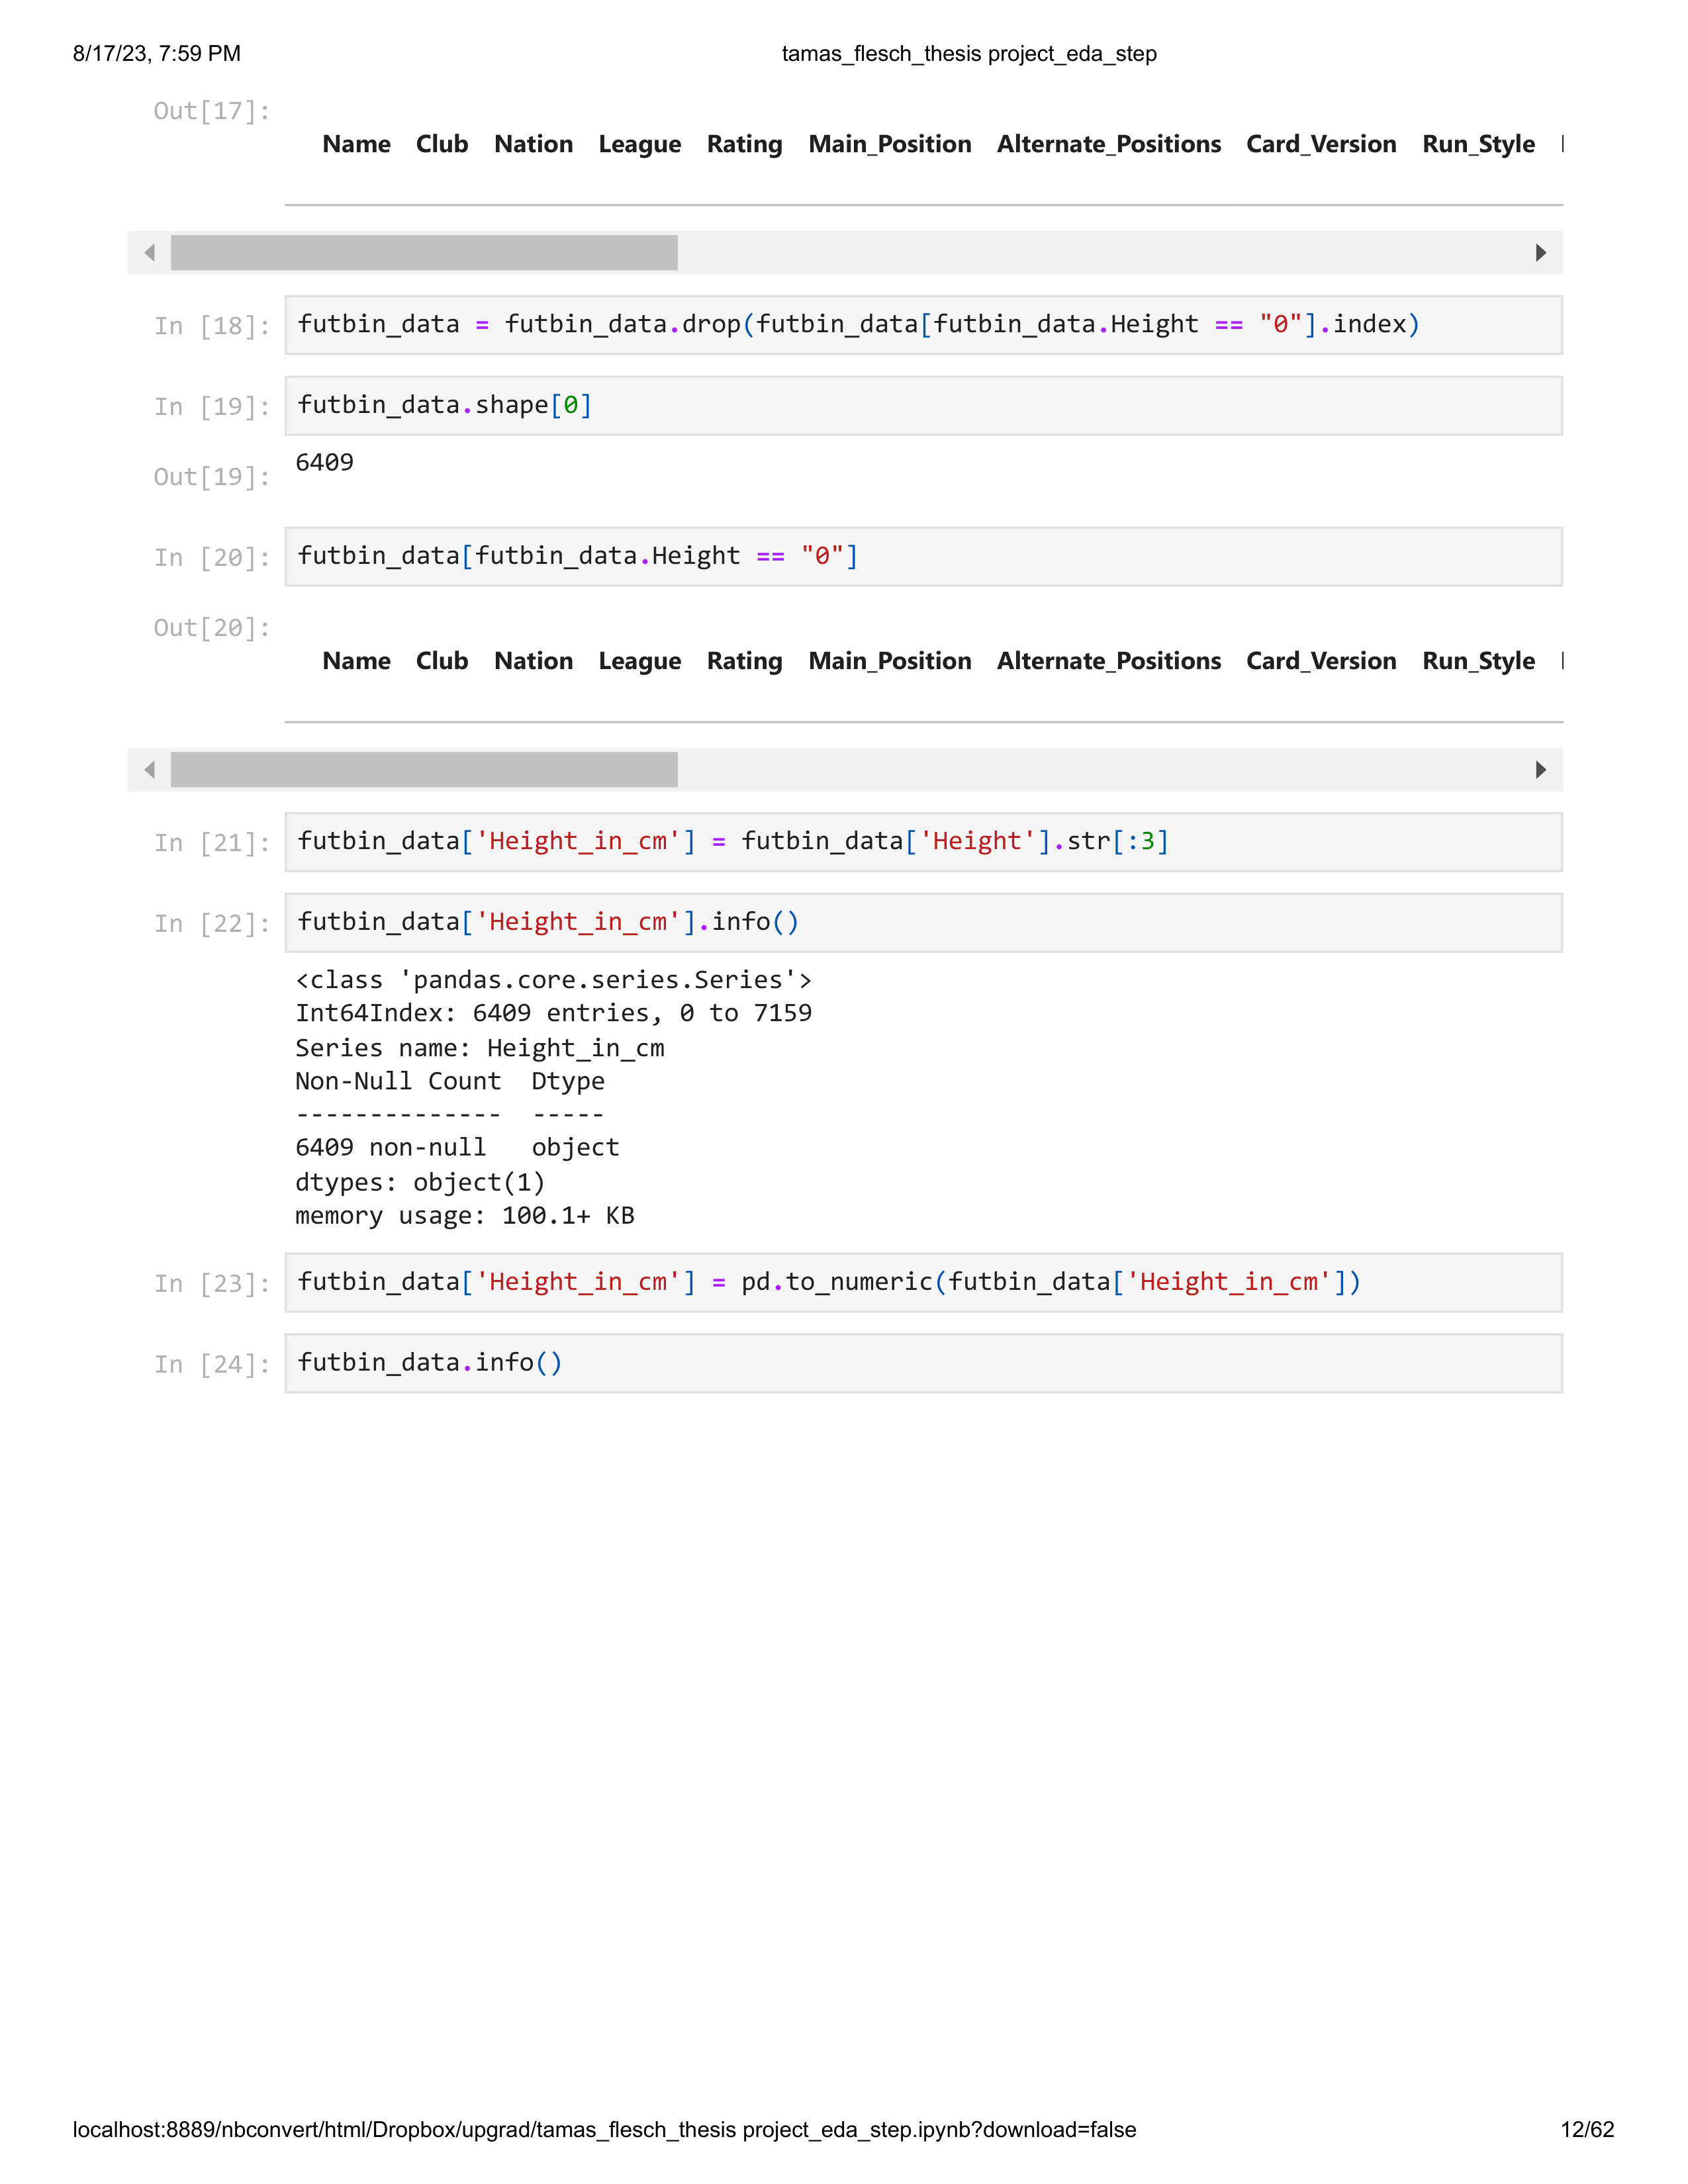 8/17/23, 7:59 PM tamas_flesch_thesis project_eda_step
Out[17]:
Name Club Nation League Rating Main_Position Alternate_Positions Card_Version Run_Style
In [18]: futbin_data = futbin_data.drop(futbin_data[futbin_data.Height == "0"].index)
In [19]: futbin_data.shape[0]
Out[19]: 6409
In [20]: futbin_data[futbin_data.Height == "0"]
Out[20]:
Name Club Nation League Rating Main_Position Alternate_Positions Card_Version Run_Style
In [21]: futbin_data['Height_in_cm'] = futbin_data['Height'].str[:3]
In [22]: futbin_data['Height_in_cm'].info()
<class 'pandas.core.series.Series'>
Int64Index: 6409 entries, 0 to 7159
Series name: Height_in_cm
Non-Null Count  Dtype
--------------  -----
6409 non-null   object
dtypes: object(1)
memory usage: 100.1+ KB
In [23]: futbin_data['Height_in_cm'] = pd.to_numeric(futbin_data['Height_in_cm'])
In [24]: futbin_data.info()
localhost:8889/nbconvert/html/Dropbox/upgrad/tamas_flesch_thesis project_eda_step.ipynb?download=false 12/62